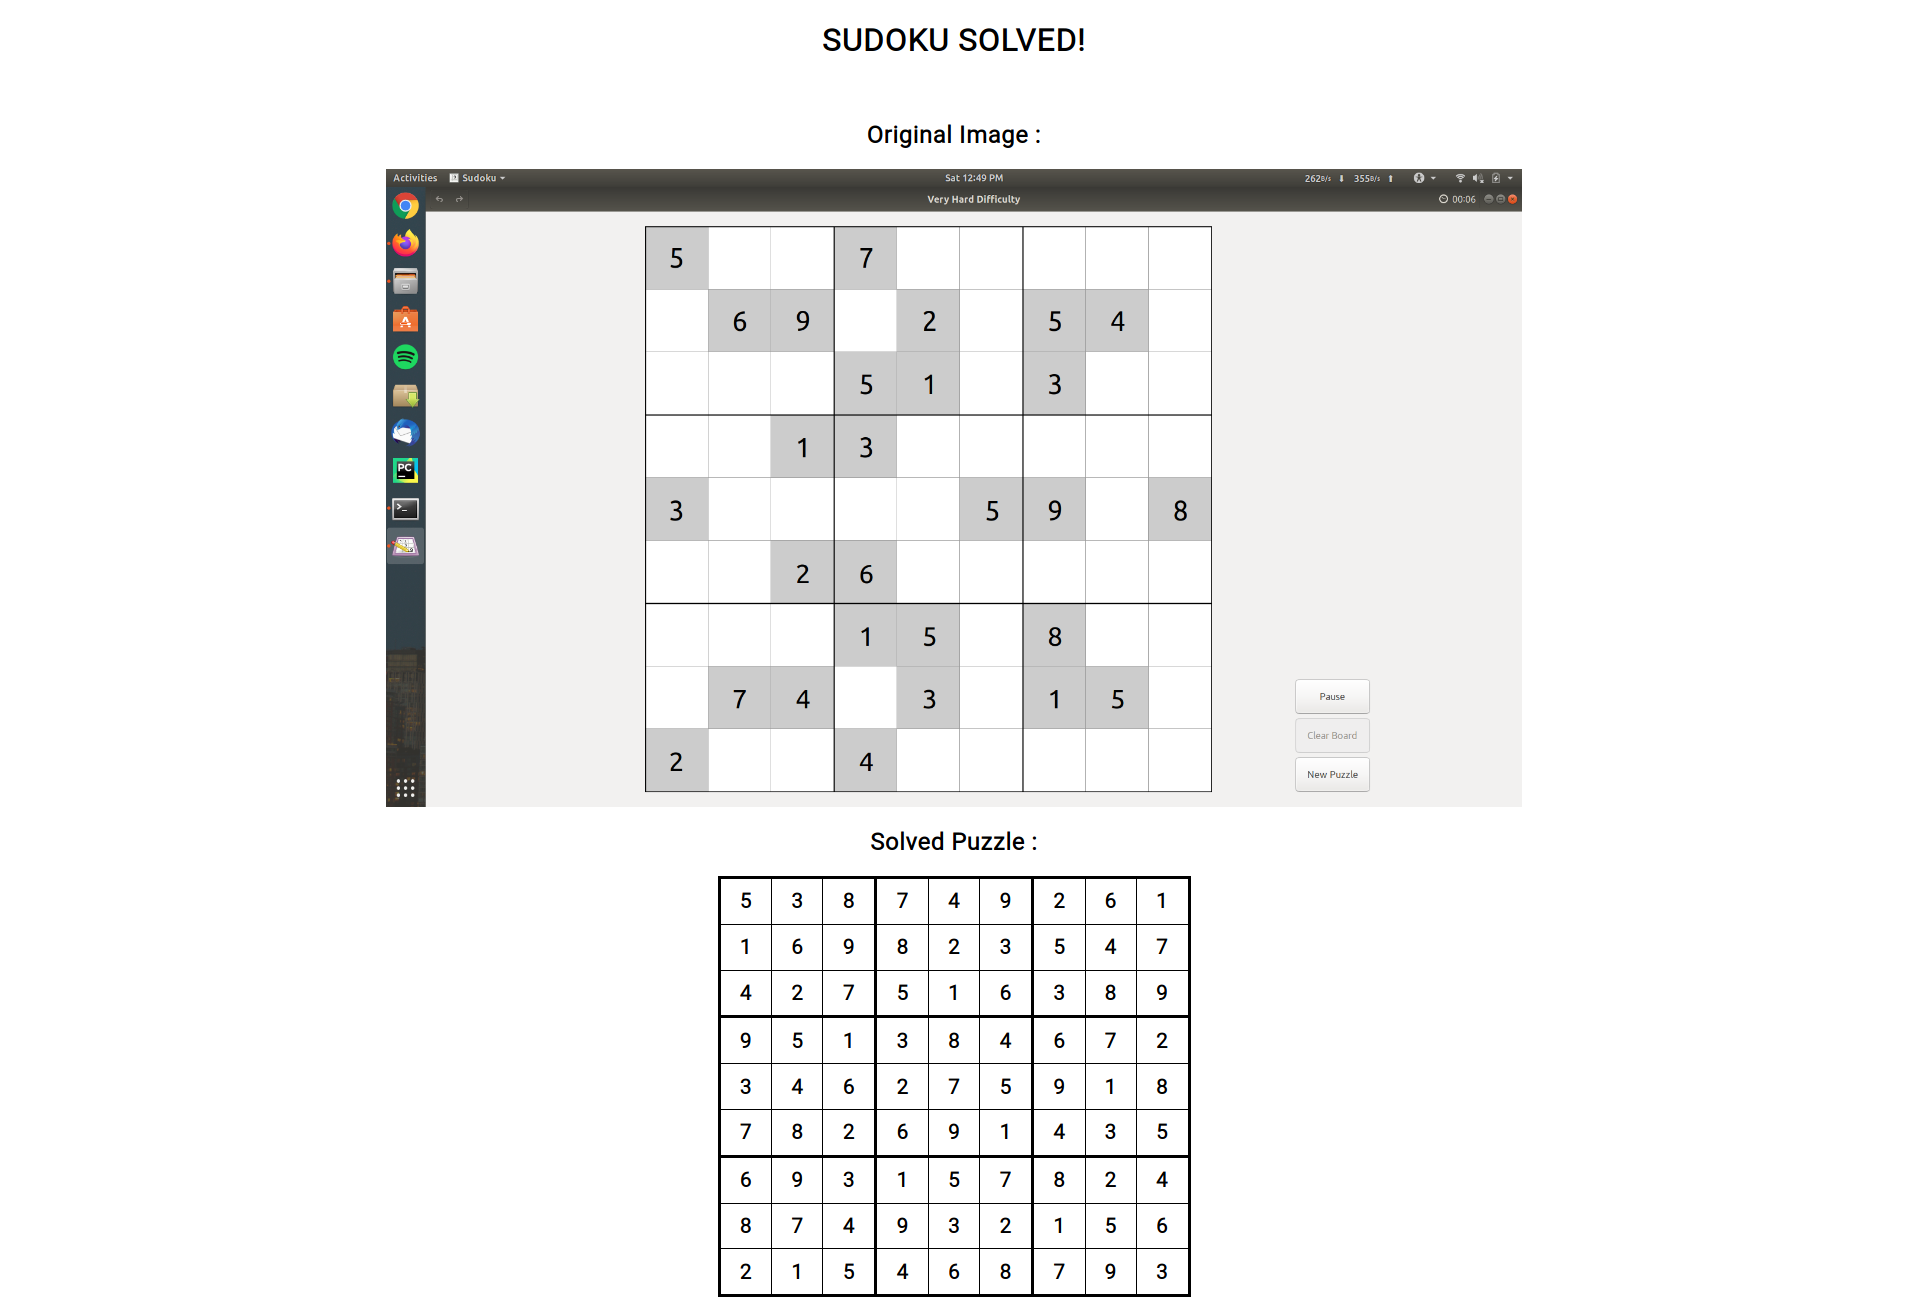 SUDOKU SOLVED!
Original Image :
Activities Sudoku Sat 12:49 PM 262B/s 355B/s
Very Hard Difficulty 00:06
5 7
6 9 2 5 4
5 1 3
1 3
3 5 9 8
2 6
1 5 8
7 4 3 1 5
2 4
PC
Pause
Clear Board
New Puzzle
Solved Puzzle :
5 3 8 7 4 9 2 6 1
1 6 9 8 2 3 5 4 7
4 2 7 5 1 6 3 8 9
9 5 1 3 8 4 6 7 2
3 4 6 2 7 5 9 1 8
7 8 2 6 9 1 4 3 5
6 9 3 1 5 7 8 2 4
8 7 4 9 3 2 1 5 6
2 1 5 4 6 8 7 9 3